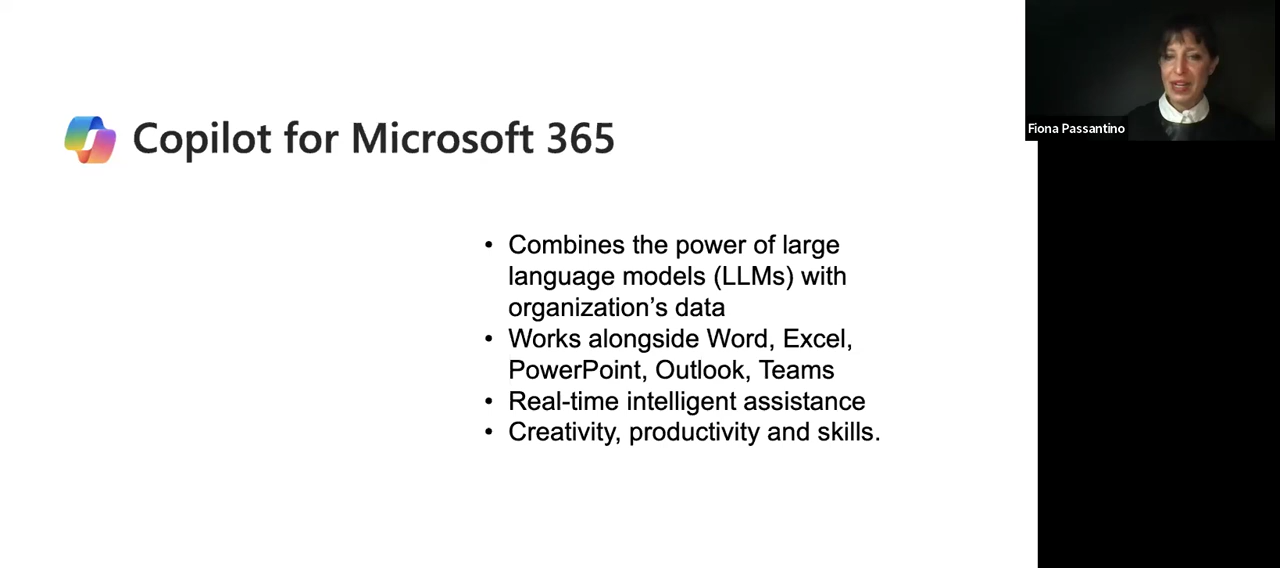 Copilot for Microsoft 365
Fiona Passantino
• Combines the power of large
language models (LLMs) with
organization’s data
• Works alongside Word, Excel,
PowerPoint, Outlook, Teams
• Real-time intelligent assistance
• Creativity, productivity and skills.